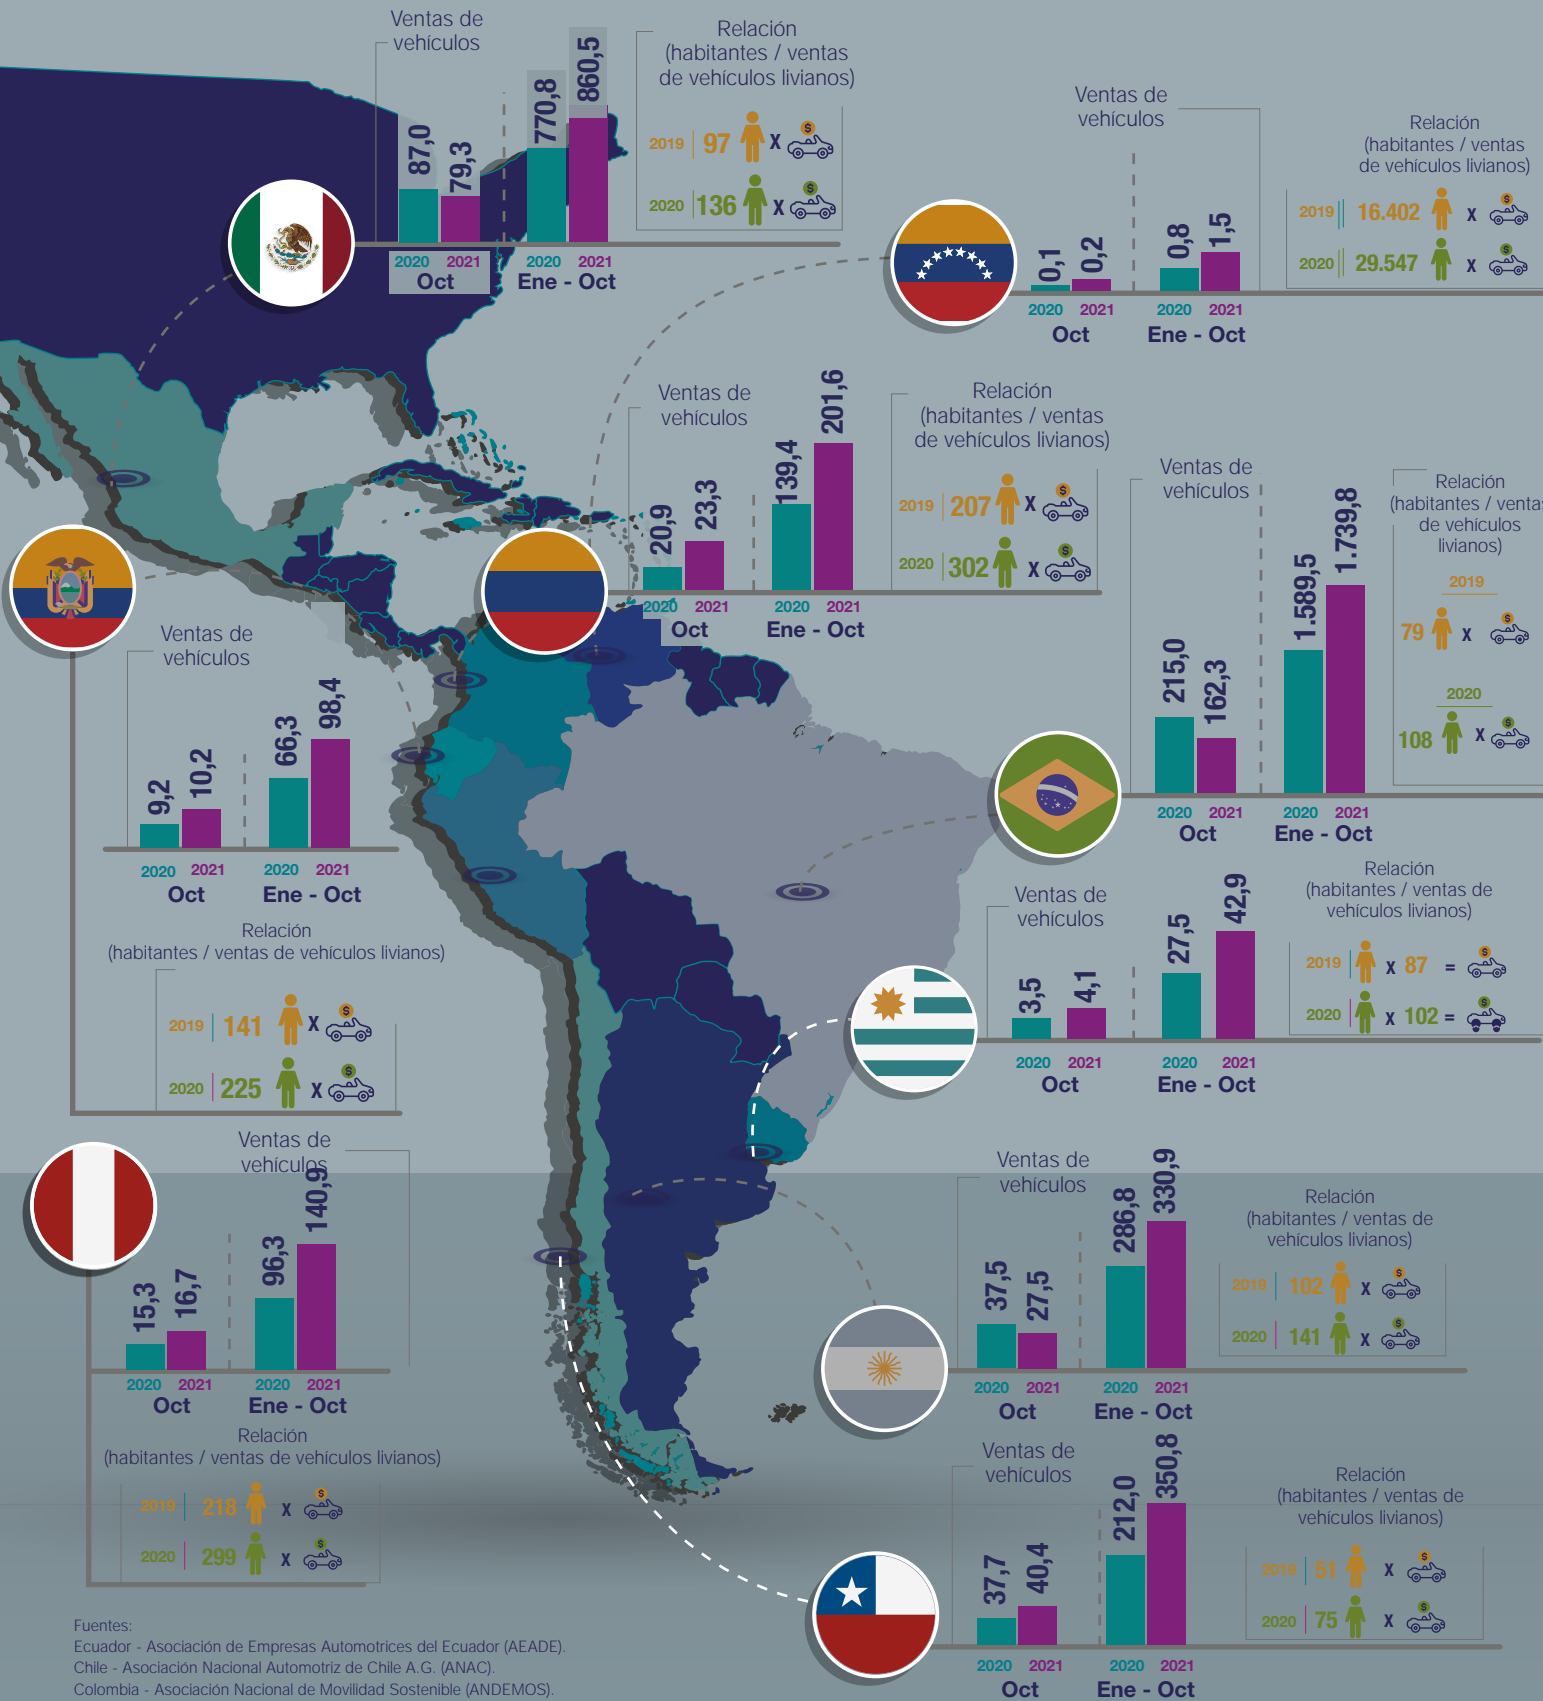 Ventas de
vehículos
87,0
79,3
770,8
860,5
2020 2021
Oct
2020 2021
Ene - Oct
Relación
(habitantes / ventas
de vehículos livianos)
2019 97 X $
2020 136 X $
Ventas de
vehículos
0,1
0,2
0,8
1,5
2020 2021
Oct
2020 2021
Ene - Oct
Relación
(habitantes / ventas
de vehículos livianos)
2019 16.402 X $
2020 29.547 X $
Ventas de
vehículos
20,9
23,3
139,4
201,6
2020 2021
Oct
2020 2021
Ene - Oct
Relación
(habitantes / ventas
de vehículos livianos)
2019 207 X $
2020 302 X $
Ventas de
vehículos
215,0
162,3
1.589,5
1.739,8
2020 2021
Oct
2020 2021
Ene - Oct
Relación
(habitantes / ventas
de vehículos
livianos)
2019
79 X $
2020
108 X $
Ventas de
vehículos
9,2
10,2
66,3
98,4
2020 2021
Oct
2020 2021
Ene - Oct
Relación
(habitantes / ventas de vehículos livianos)
2019 141 X $
2020 225 X $
Ventas de
vehículos
3,5
4,1
27,5
42,9
2020 2021
Oct
2020 2021
Ene - Oct
Relación
(habitantes / ventas de
vehículos livianos)
2019 X 87 = $
2020 X 102 = $
Ventas de
vehículos
15,3
16,7
96,3
140,9
2020 2021
Oct
2020 2021
Ene - Oct
Relación
(habitantes / ventas de vehículos livianos)
2019 218 X $
2020 299 X $
Ventas de
vehículos
37,5
27,5
286,8
330,9
2020 2021
Oct
2020 2021
Ene - Oct
Relación
(habitantes / ventas de
vehículos livianos)
2019 102 X $
2020 141 X $
Ventas de
vehículos
37,7
40,4
212,0
350,8
2020 2021
Oct
2020 2021
Ene - Oct
Relación
(habitantes / ventas de
vehículos livianos)
2019 51 X $
2020 75 X $
Fuentes:
Ecuador - Asociación de Empresas Automotrices del Ecuador (AEADE).
Chile - Asociación Nacional Automotriz de Chile A.G. (ANAC).
Colombia - Asociación Nacional de Movilidad Sostenible (ANDEMOS).